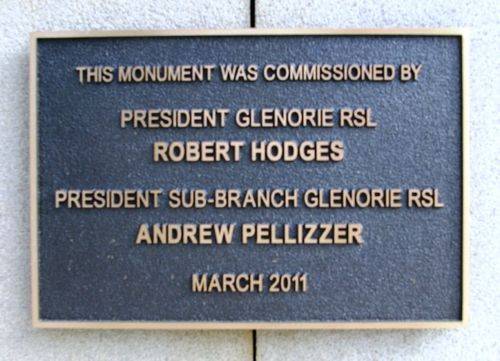 THIS MONUMENT WAS COMMISSIONED BY
PRESIDENT GLENORIE RSL
ROBERT HODGES
PRESIDENT SUB-BRANCH GLENORIE RSL
ANDREW PELLIZZER
MARCH 2011